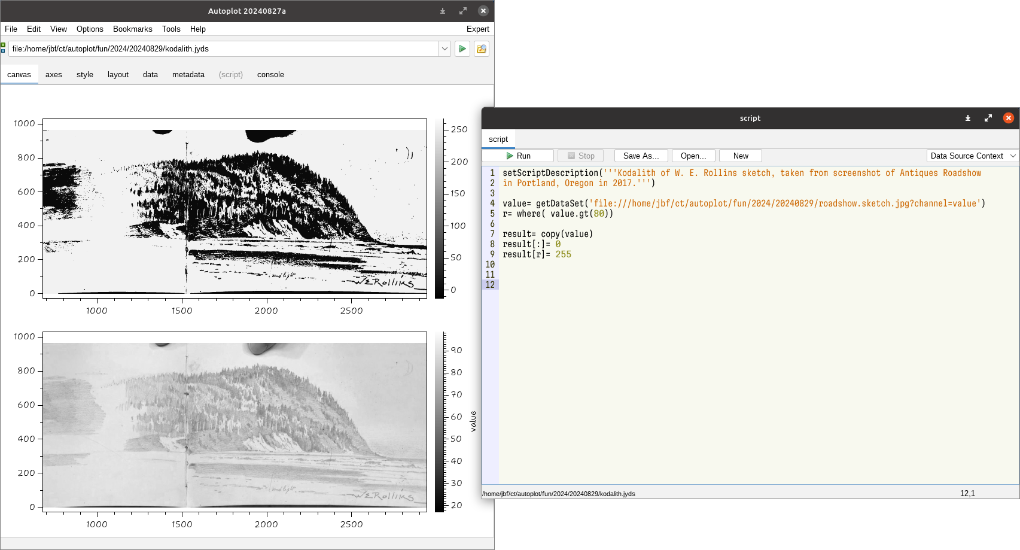 Autoplot 20240827a
File Edit View Options Bookmarks Tools Help Expert
file:/home/jbf/ct/autoplot/fun/2024/20240829/kodalith.jyds
canvas axes style layout data metadata (script) console
1000
800
600
400
200
0
1000 1500 2000 2500
250
200
150
100
50
0
W E Rollins
1000
800
600
400
200
0
1000 1500 2000 2500
90
80
70
60
50
40
30
20
value
W E Rollins
script
script
Run Stop Save As... Open... New Data Source Context
1 setScriptDescription('''Kodalith of W. E. Rollins sketch, taken from screenshot of Antiques Roadshow
2 in Portland, Oregon in 2017.''')
3
4 value= getDataSet('file:///home/jbf/ct/autoplot/fun/2024/20240829/roadshow.sketch.jpg?channel=value')
5 r= where( value.gt(80))
6
7 result= copy(value)
8 result[:]= 0
9 result[r]= 255
10
11
12
/home/jbf/ct/autoplot/fun/2024/20240829/kodalith.jyds 12,1